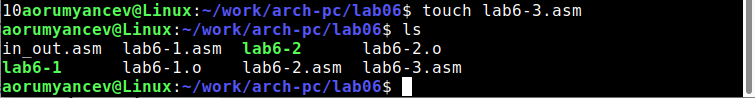 10aorumyancev@Linux:~/work/arch-pc/lab06$ touch lab6-3.asm
aorumyancev@Linux:~/work/arch-pc/lab06$ ls
in_out.asm  lab6-1.asm  lab6-2      lab6-2.o
lab6-1      lab6-1.o    lab6-2.asm  lab6-3.asm
aorumyancev@Linux:~/work/arch-pc/lab06$